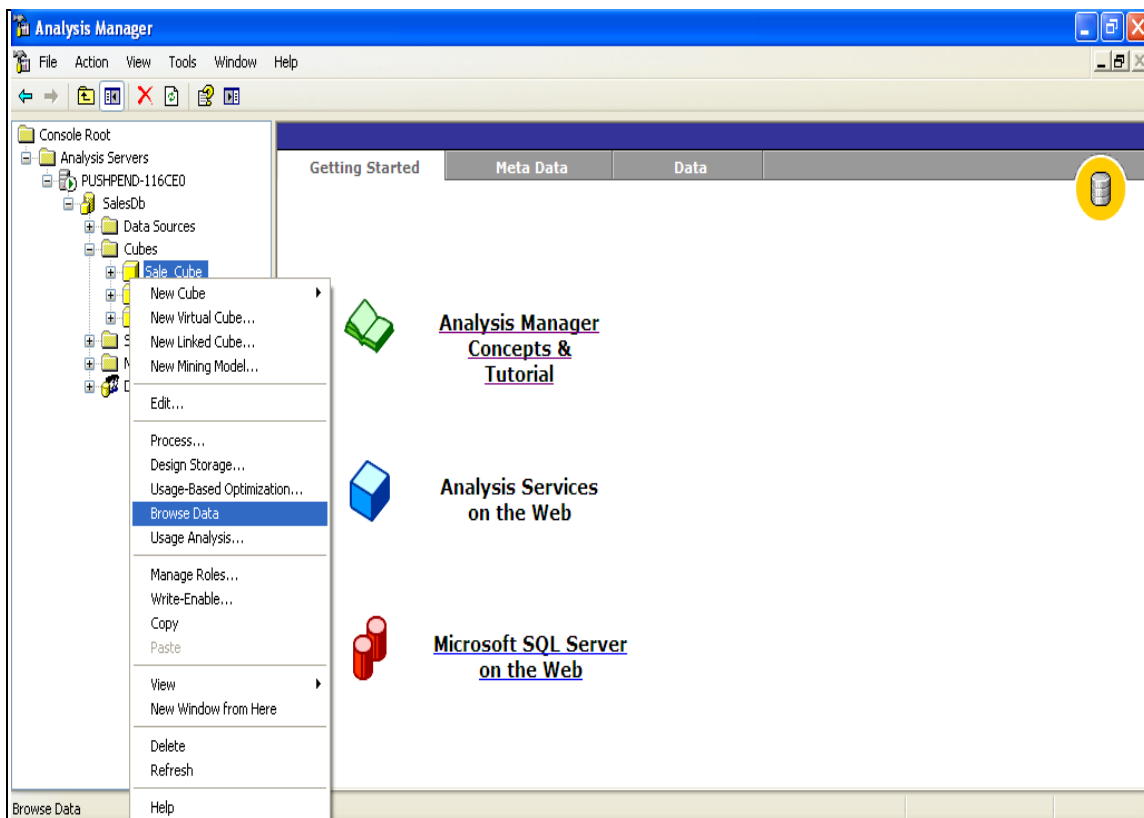 Analysis Manager
File Action View Tools Window Help
Console Root
Analysis Servers
PUSHPEND-116CE0
SalesDb
Data Sources
Cubes
Sale_Cube
S
N
D
New Cube
New Virtual Cube...
New Linked Cube...
New Mining Model...
Edit...
Process...
Design Storage...
Usage-Based Optimization...
Browse Data
Usage Analysis...
Manage Roles...
Write-Enable...
Copy
Paste
View
New Window from Here
Delete
Refresh
Help
Getting Started Meta Data Data
Analysis Manager
Concepts &
Tutorial
Analysis Services
on the Web
Microsoft SQL Server
on the Web
Browse Data